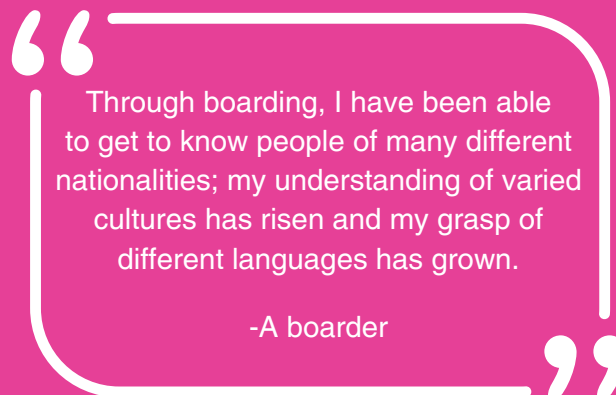 Through boarding, I have been able
to get to know people of many different
nationalities; my understanding of varied
cultures has risen and my grasp of
different languages has grown.
-A boarder